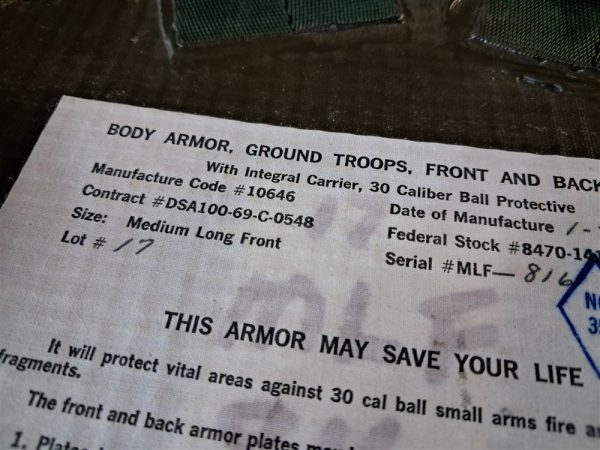 BODY ARMOR, GROUND TROOPS, FRONT AND BACK
With Integral Carrier, 30 Caliber Ball Protective
Manufacture Code #10646
Date of Manufacture 1-
Contract #DSA100-69-C-0548
Federal Stock #8470-
Size: Medium Long Front
Serial #MLF— 816
Lot # 17
MLF
THIS ARMOR MAY SAVE YOUR LIFE
It will protect vital areas against 30 cal ball small arms fire
fragments.
The front and back armor plates
1.